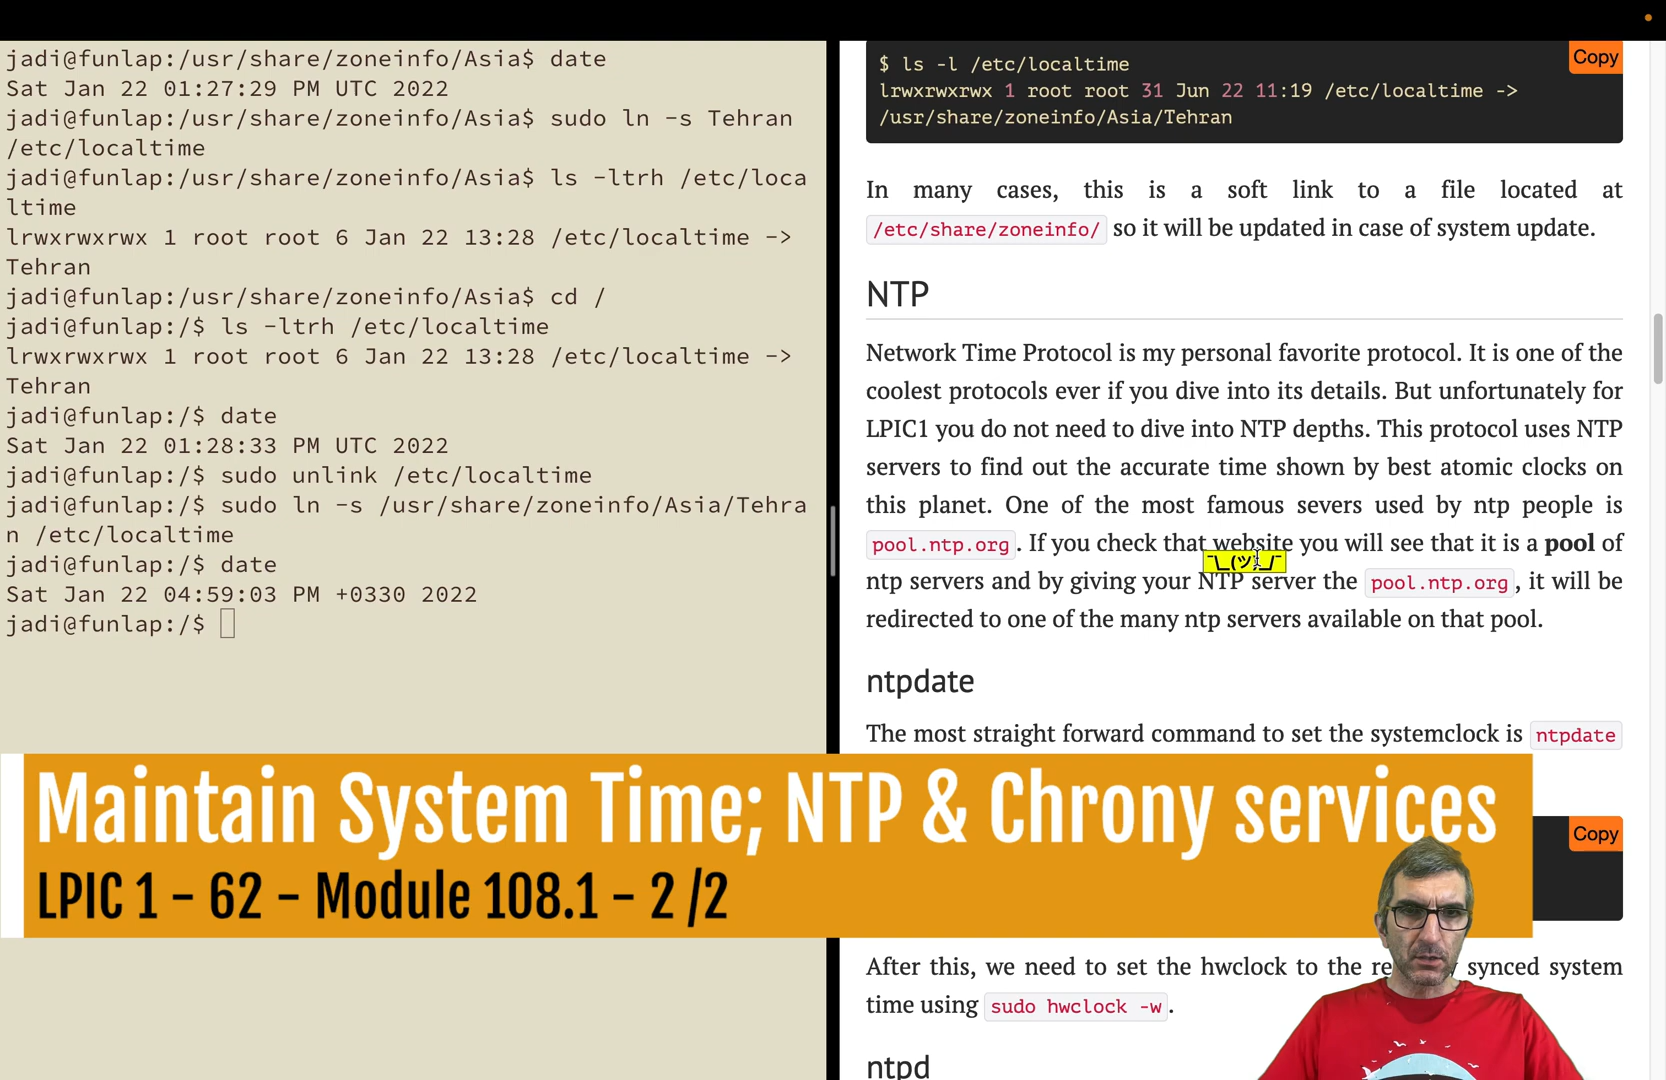 jadi@funlap:/usr/share/zoneinfo/Asia$ date
Sat Jan 22 01:27:29 PM UTC 2022
jadi@funlap:/usr/share/zoneinfo/Asia$ sudo ln -s Tehran
/etc/localtime
jadi@funlap:/usr/share/zoneinfo/Asia$ ls -ltrh /etc/loca
ltime
lrwxrwxrwx 1 root root 6 Jan 22 13:28 /etc/localtime ->
Tehran
jadi@funlap:/usr/share/zoneinfo/Asia$ cd /
jadi@funlap:/$ ls -ltrh /etc/localtime
lrwxrwxrwx 1 root root 6 Jan 22 13:28 /etc/localtime ->
Tehran
jadi@funlap:/$ date
Sat Jan 22 01:28:33 PM UTC 2022
jadi@funlap:/$ sudo unlink /etc/localtime
jadi@funlap:/$ sudo ln -s /usr/share/zoneinfo/Asia/Tehra
n /etc/localtime
jadi@funlap:/$ date
Sat Jan 22 04:59:03 PM +0330 2022
jadi@funlap:/$
Copy
$ ls -l /etc/localtime
lrwxrwxrwx 1 root root 31 Jun 22 11:19 /etc/localtime ->
/usr/share/zoneinfo/Asia/Tehran
In many cases, this is a soft link to a file located at
/etc/share/zoneinfo/ so it will be updated in case of system update.
NTP
Network Time Protocol is my personal favorite protocol. It is one of the
coolest protocols ever if you dive into its details. But unfortunately for
LPIC1 you do not need to dive into NTP depths. This protocol uses NTP
servers to find out the accurate time shown by best atomic clocks on
this planet. One of the most famous severs used by ntp people is
pool.ntp.org. If you check that website you will see that it is a pool of
¯\_(ツ)_/¯
ntp servers and by giving your NTP server the pool.ntp.org, it will be
redirected to one of the many ntp servers available on that pool.
ntpdate
The most straight forward command to set the systemclock is ntpdate
Copy
After this, we need to set the hwclock to the re synced system
time using sudo hwclock -w.
ntpd
Maintain System Time; NTP & Chrony services
LPIC 1 – 62 – Module 108.1 – 2 /2